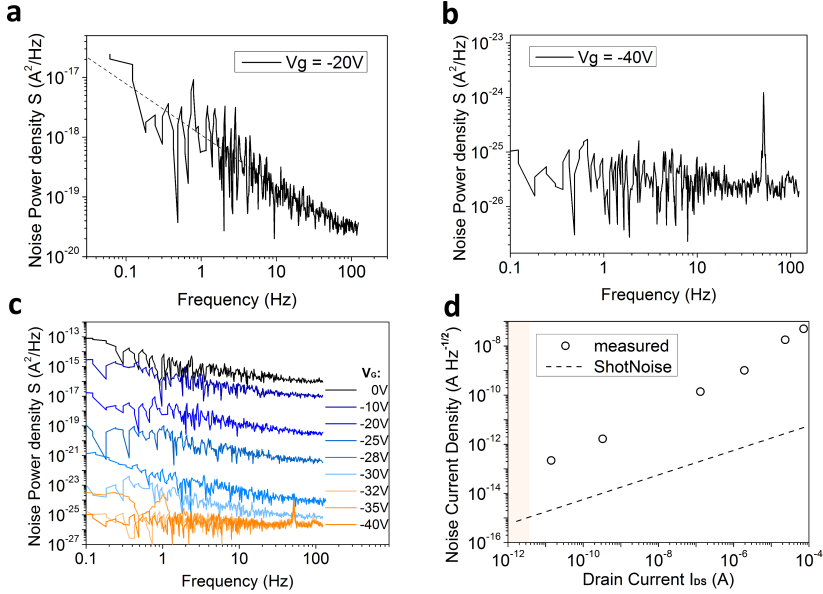 a
Noise Power density S (A²/Hz)
10⁻¹⁷
10⁻¹⁸
10⁻¹⁹
10⁻²⁰
Vg = -20V
0.1 1 10 100
Frequency (Hz)
b
Noise Power density S (A²/Hz)
10⁻²³
10⁻²⁴
10⁻²⁵
10⁻²⁶
Vg = -40V
0.1 1 10 100
Frequency (Hz)
c
Noise Power density S (A²/Hz)
10⁻¹³
10⁻¹⁵
10⁻¹⁷
10⁻¹⁹
10⁻²¹
10⁻²³
10⁻²⁵
10⁻²⁷
VG:
0V
-10V
-20V
-25V
-28V
-30V
-32V
-35V
-40V
0.1 1 10 100
Frequency (Hz)
d
Noise Current Density (A Hz⁻¹ᐟ²)
10⁻⁸
10⁻¹⁰
10⁻¹²
10⁻¹⁴
10⁻¹⁶
measured
ShotNoise
10⁻¹² 10⁻¹⁰ 10⁻⁸ 10⁻⁶ 10⁻⁴
Drain Current IDS (A)